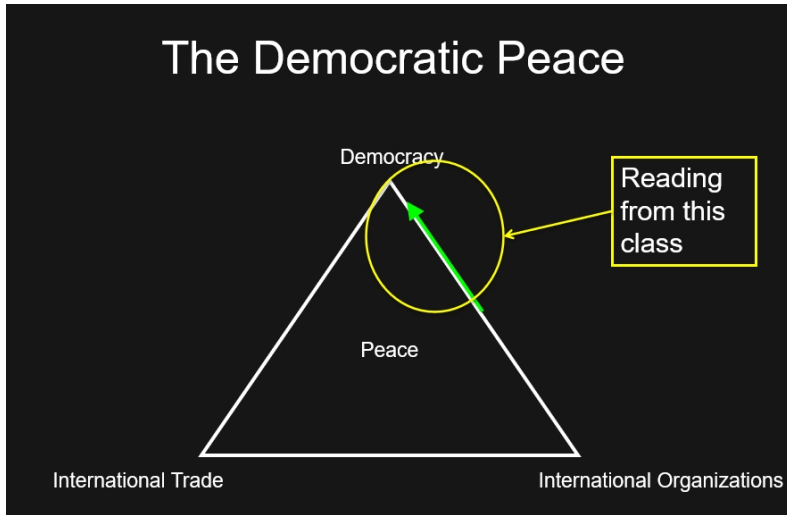 The Democratic Peace
Democracy
Reading
from this
class
Peace
International Trade
International Organizations